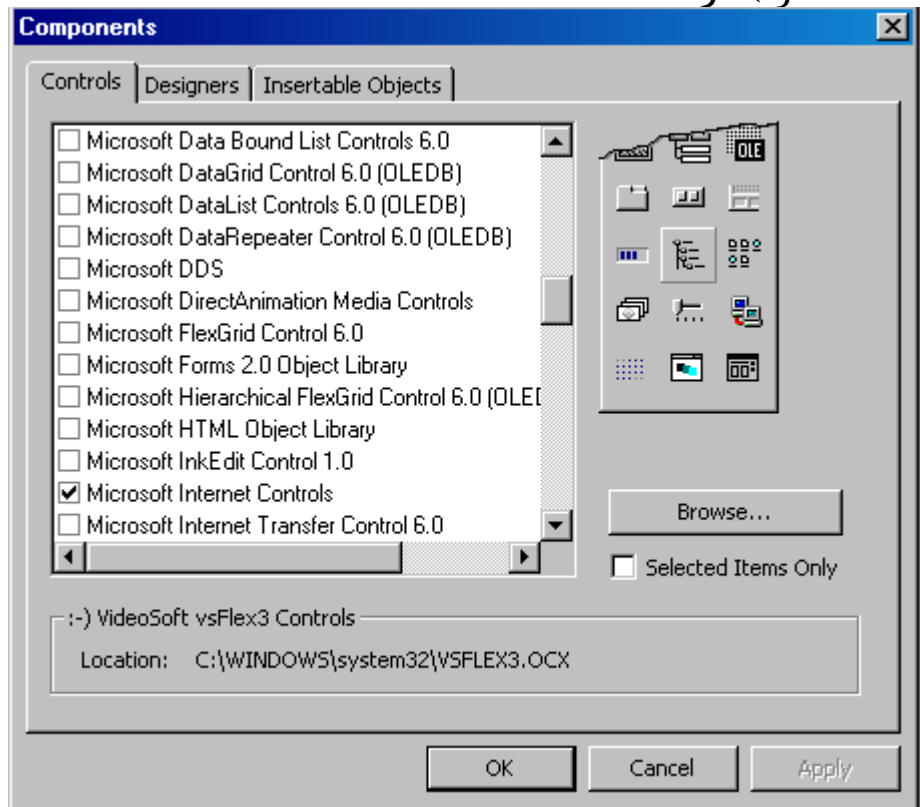 Components
Controls Designers Insertable Objects
Microsoft Data Bound List Controls 6.0
Microsoft DataGrid Control 6.0 (OLEDB)
Microsoft DataList Controls 6.0 (OLEDB)
Microsoft DataRepeater Control 6.0 (OLEDB)
Microsoft DDS
Microsoft DirectAnimation Media Controls
Microsoft FlexGrid Control 6.0
Microsoft Forms 2.0 Object Library
Microsoft Hierarchical FlexGrid Control 6.0 (OLED
Microsoft HTML Object Library
Microsoft InkEdit Control 1.0
Microsoft Internet Controls
Microsoft Internet Transfer Control 6.0
OLE
Browse...
Selected Items Only
:-) VideoSoft vsFlex3 Controls
Location: C:\WINDOWS\system32\VSFLEX3.OCX
OK Cancel Apply